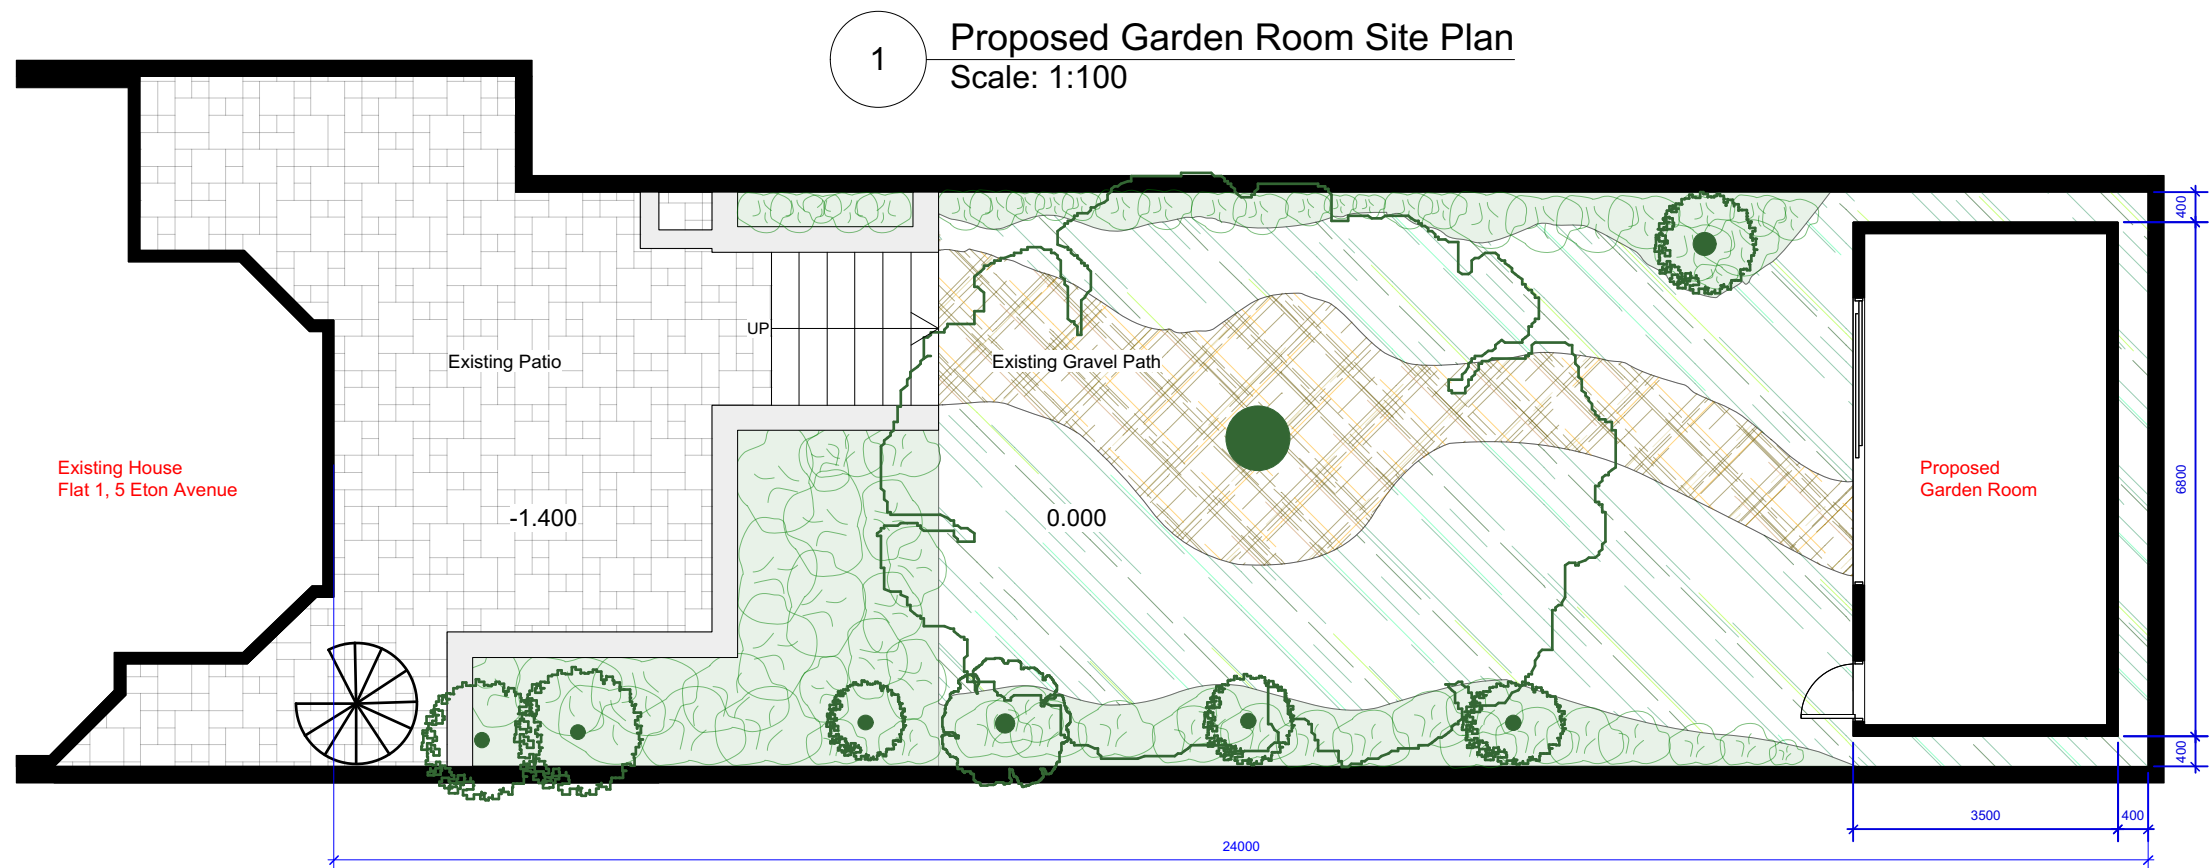 1
Proposed Garden Room Site Plan
Scale: 1:100
400
UP
Existing Patio
Existing Gravel Path
Existing House
Flat 1, 5 Eton Avenue
Proposed
Garden Room
6800
-1.400
0.000
400
3500
400
24000